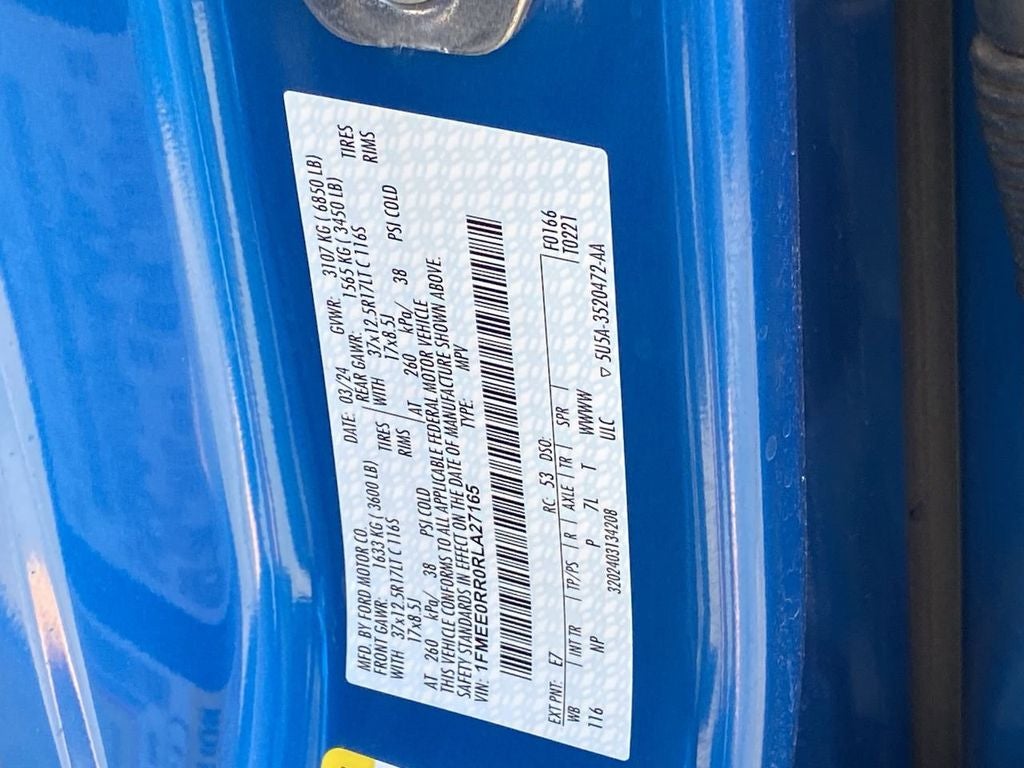 MFD. BY FORD MOTOR CO. DATE: 03/24 GVWR: 3107 KG ( 6850 LB)
FRONT GAWR: 1633 KG ( 3600 LB) REAR GAWR: 1565 KG ( 3450 LB)
WITH 37x12.5R17LT C 116S TIRES WITH 37x12.5R17LT C 116S TIRES
17x8.5J RIMS 17x8.5J RIMS
AT 260 kPa/ 38 PSI COLD AT 260 kPa/ 38 PSI COLD
THIS VEHICLE CONFORMS TO ALL APPLICABLE FEDERAL MOTOR VEHICLE
SAFETY STANDARDS IN EFFECT ON THE DATE OF MANUFACTURE SHOWN ABOVE.
VIN: 1FMEE0RR0RLA27165 TYPE: MPV
EXT PNT: E7 RC: 53 DSO: F0166
WB | INT TR | TP/PS | R | AXLE | TR | SPR | T0221
116 NP P 7L T WWWW
ULC
3202403134208 ▽ 5U5A-3520472-AA